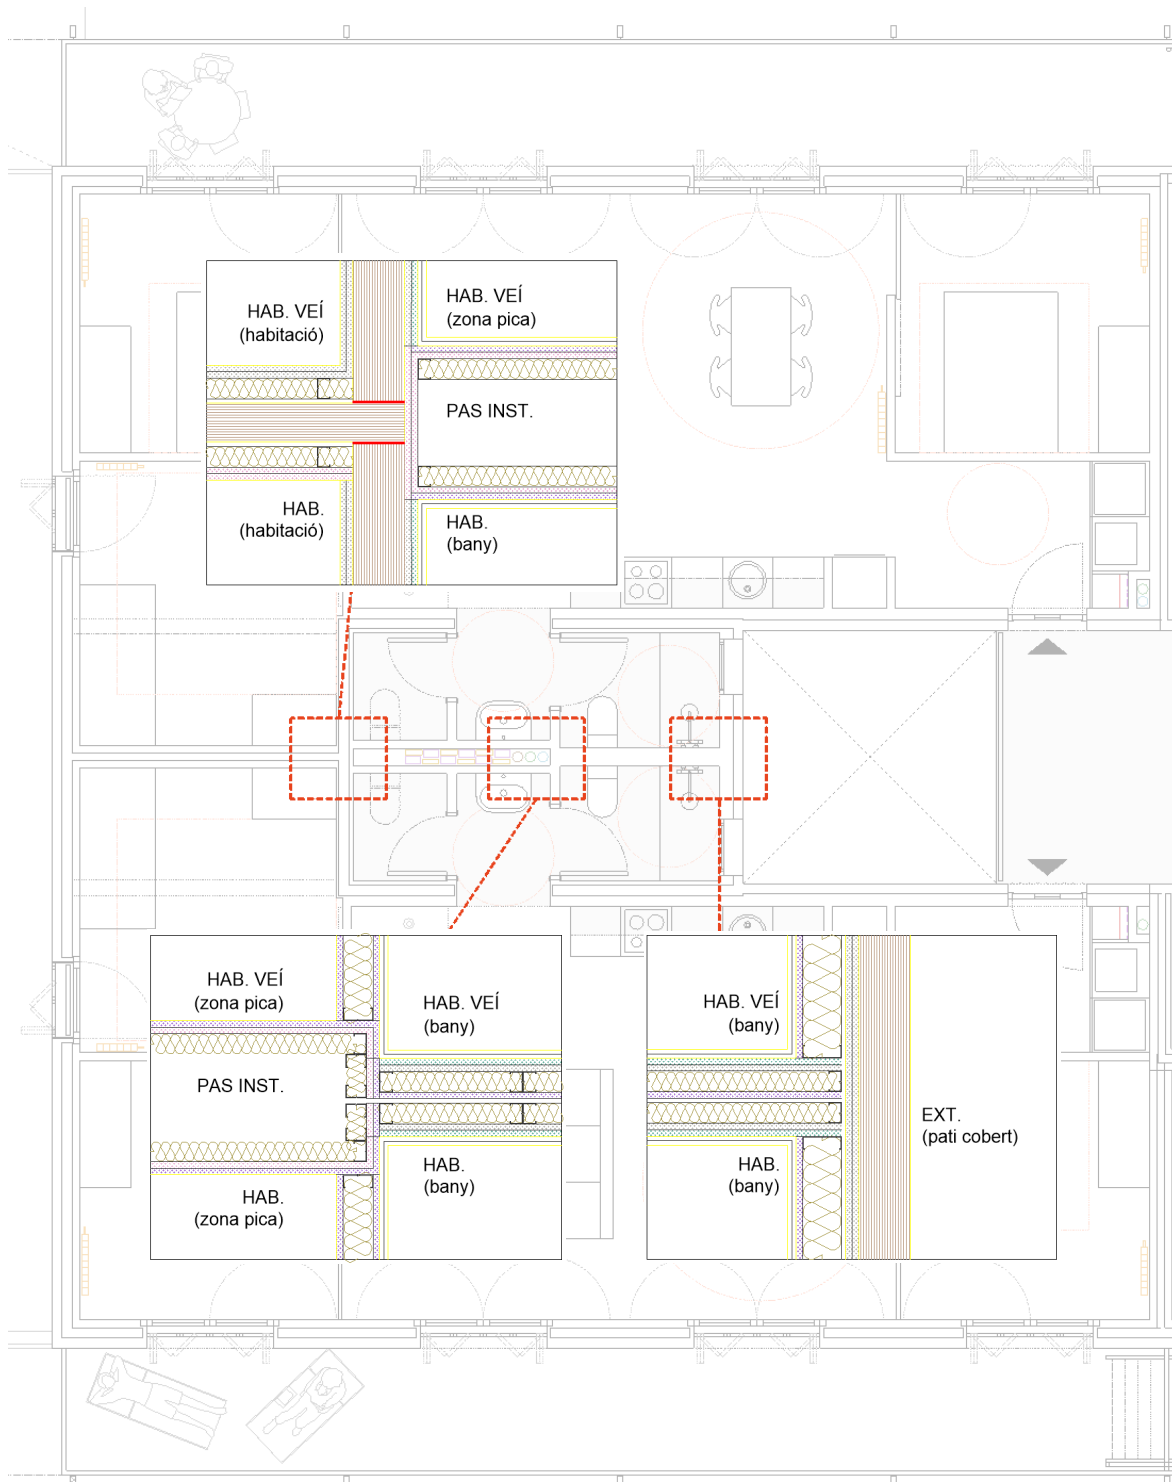 HAB. VEÍ
(habitació)
HAB. VEÍ
(zona pica)
PAS INST.
HAB.
(habitació)
HAB.
(bany)
HAB. VEÍ
(zona pica)
HAB. VEÍ
(bany)
PAS INST.
HAB.
(zona pica)
HAB.
(bany)
HAB. VEÍ
(bany)
EXT.
(pati cobert)
HAB.
(bany)